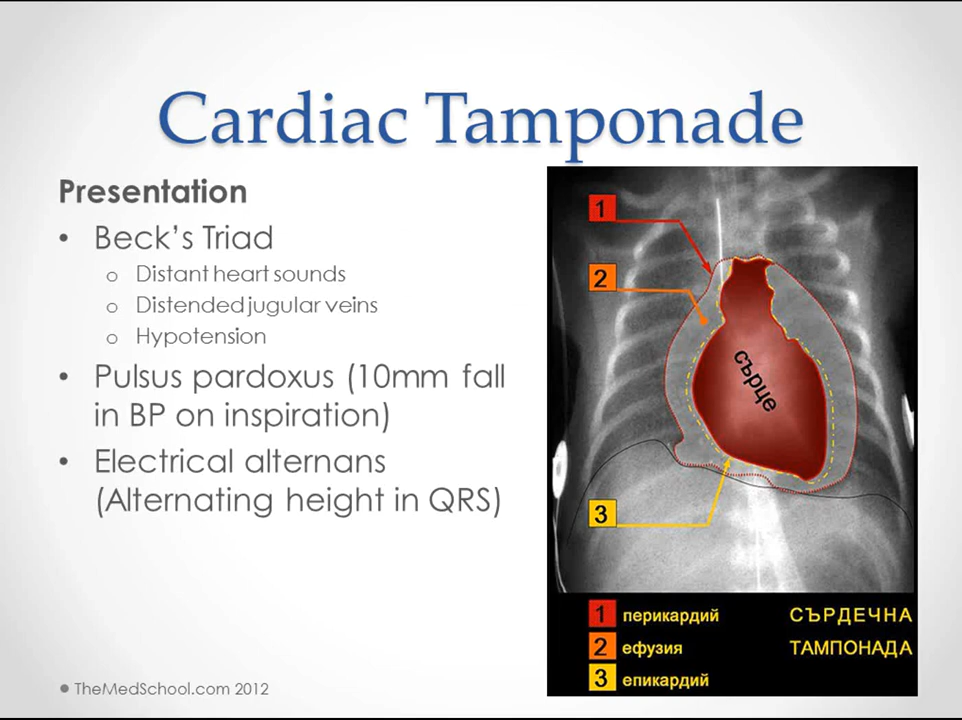 Cardiac Tamponade
Presentation
• Beck's Triad
o Distant heart sounds
o Distended jugular veins
o Hypotension
• Pulsus pardoxus (10mm fall
in BP on inspiration)
• Electrical alternans
(Alternating height in QRS)
TheMedSchool.com 2012
1
2
сърце
3
1 перикардий
2 ефузия
3 епикардий
СЪРДЕЧНА
ТАМПОНАДА